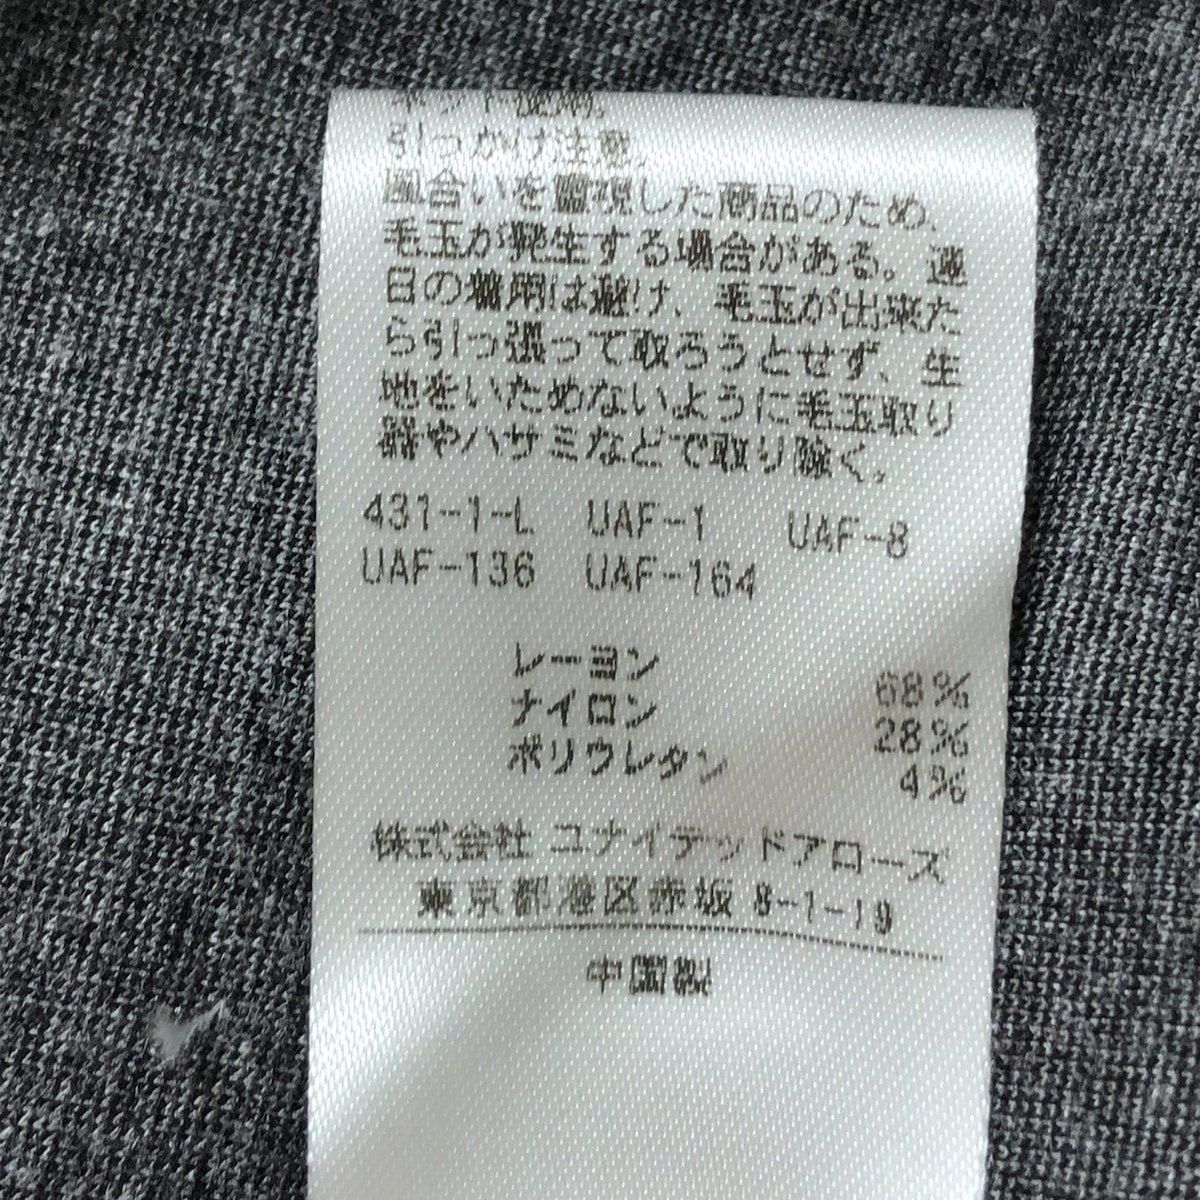 ネット使用。
引っかけ注意。
風合いを重視した商品のため、
毛玉が発生する場合がある。連
日の着用は避け、毛玉が出来た
ら引っ張って取ろうとせず、生
地をいためないように毛玉取り
器やハサミなどで取り除く。
431-1-L UAF-1 UAF-8
UAF-136 UAF-164
レーヨン 68%
ナイロン 28%
ポリウレタン 4%
株式会社 ユナイテッドアローズ
東京都港区赤坂 8-1-19
中国製